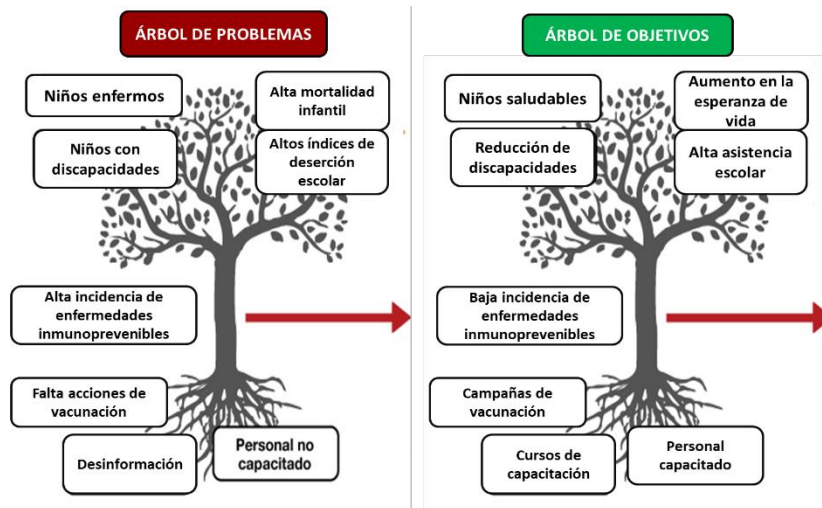 ÁRBOL DE PROBLEMAS
Niños enfermos
Alta mortalidad
infantil
Niños con
discapacidades
Altos índices de
deserción
escolar
Alta incidencia de
enfermedades
inmunoprevenibles
Falta acciones de
vacunación
Desinformación
Personal no
capacitado
ÁRBOL DE OBJETIVOS
Niños saludables
Aumento en la
esperanza de
vida
Reducción de
discapacidades
Alta asistencia
escolar
Baja incidencia de
enfermedades
inmunoprevenibles
Campañas de
vacunación
Cursos de
capacitación
Personal
capacitado